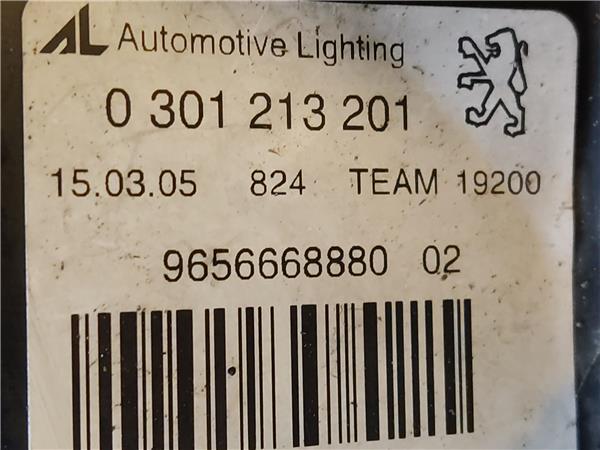 AL Automotive Lighting
0 301 213 201
15.03.05 824 TEAM 19200
9656668880 02